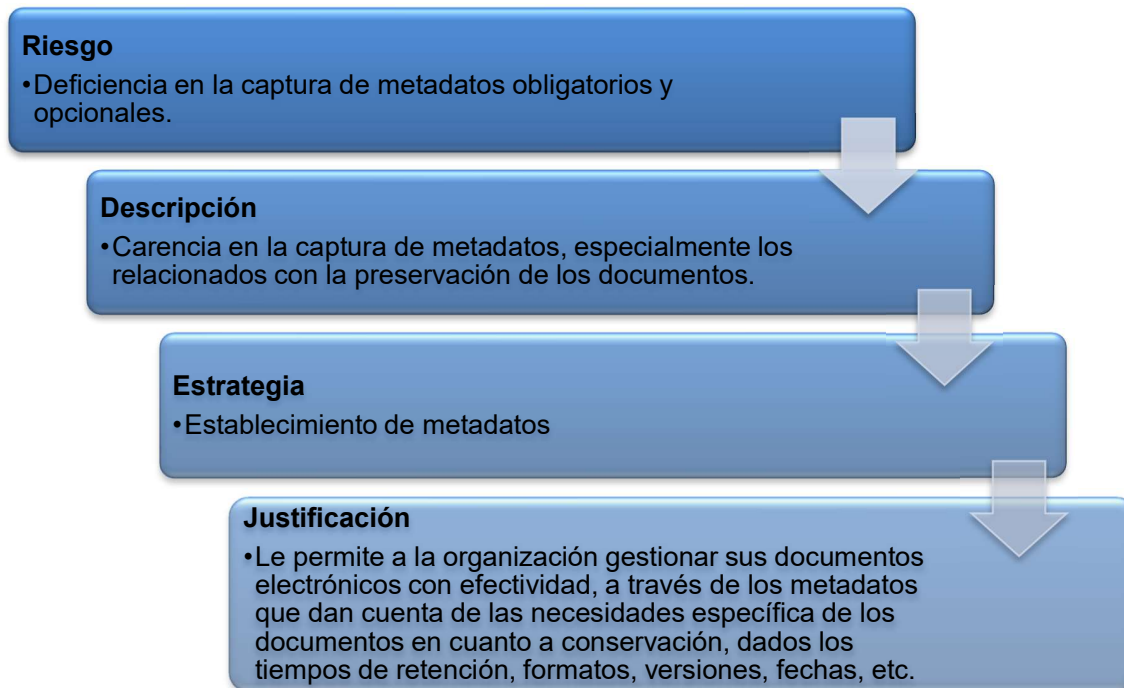 Riesgo
•Deficiencia en la captura de metadatos obligatorios y
opcionales.
Descripción
•Carencia en la captura de metadatos, especialmente los
relacionados con la preservación de los documentos.
Estrategia
•Establecimiento de metadatos
Justificación
•Le permite a la organización gestionar sus documentos
electrónicos con efectividad, a través de los metadatos
que dan cuenta de las necesidades específica de los
documentos en cuanto a conservación, dados los
tiempos de retención, formatos, versiones, fechas, etc.